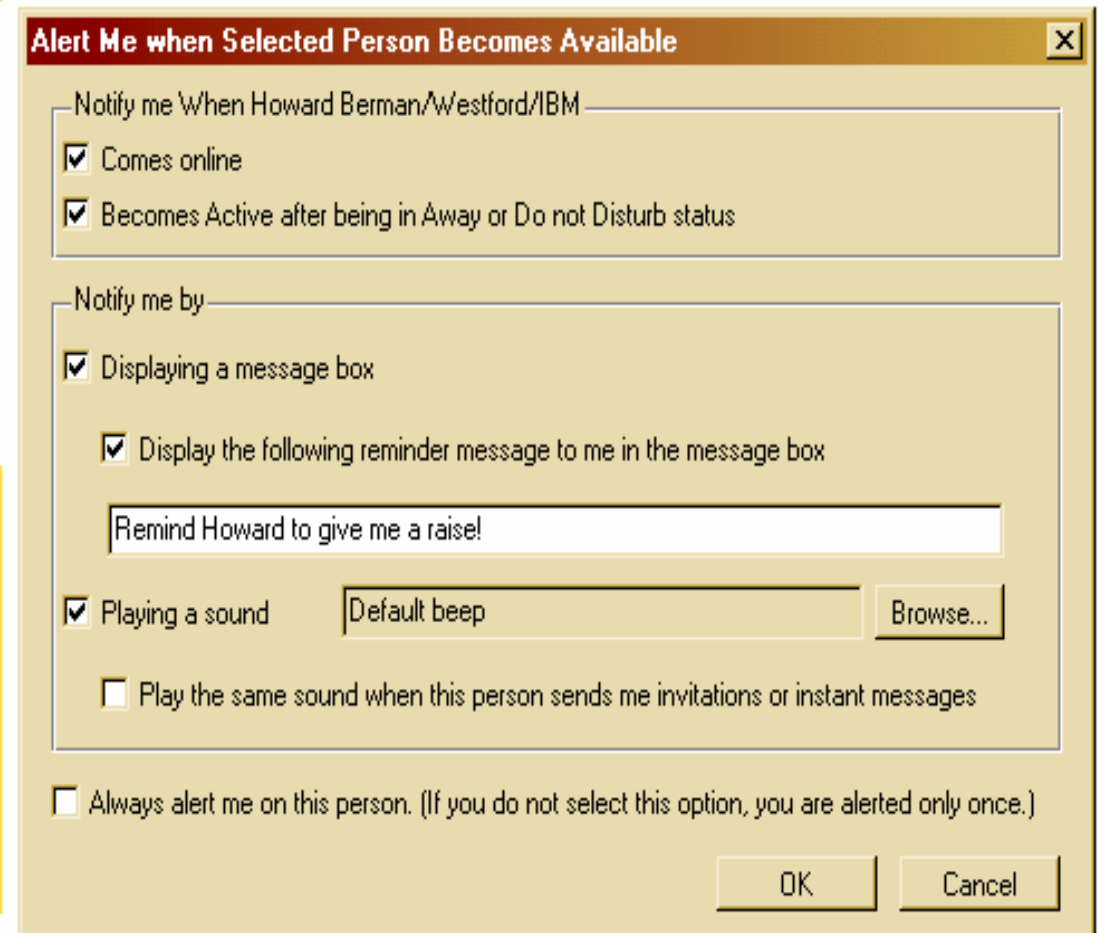 Alert Me when Selected Person Becomes Available
Notify me When Howard Berman/Westford/IBM
Comes online
Becomes Active after being in Away or Do not Disturb status
Notify me by
Displaying a message box
Display the following reminder message to me in the message box
Remind Howard to give me a raise!
Playing a sound Default beep Browse...
Play the same sound when this person sends me invitations or instant messages
Always alert me on this person. (If you do not select this option, you are alerted only once.)
OK Cancel